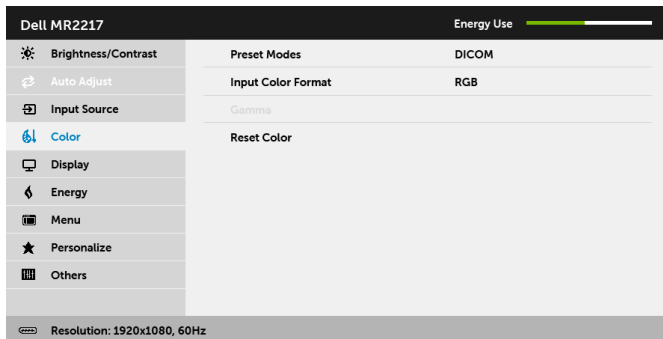 Dell MR2217 Energy Use
Brightness/Contrast Preset Modes DICOM
Auto Adjust Input Color Format RGB
Input Source Gamma
Color Reset Color
Display
Energy
Menu
Personalize
Others
Resolution: 1920x1080, 60Hz